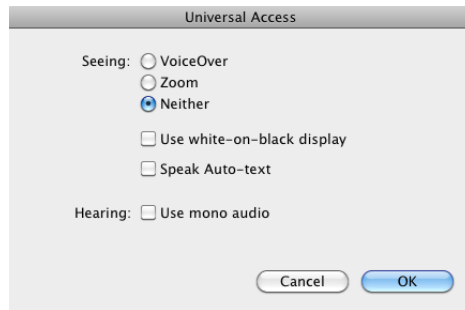 Universal Access
Seeing: VoiceOver
Zoom
Neither
Use white-on-black display
Speak Auto-text
Hearing: Use mono audio
Cancel OK